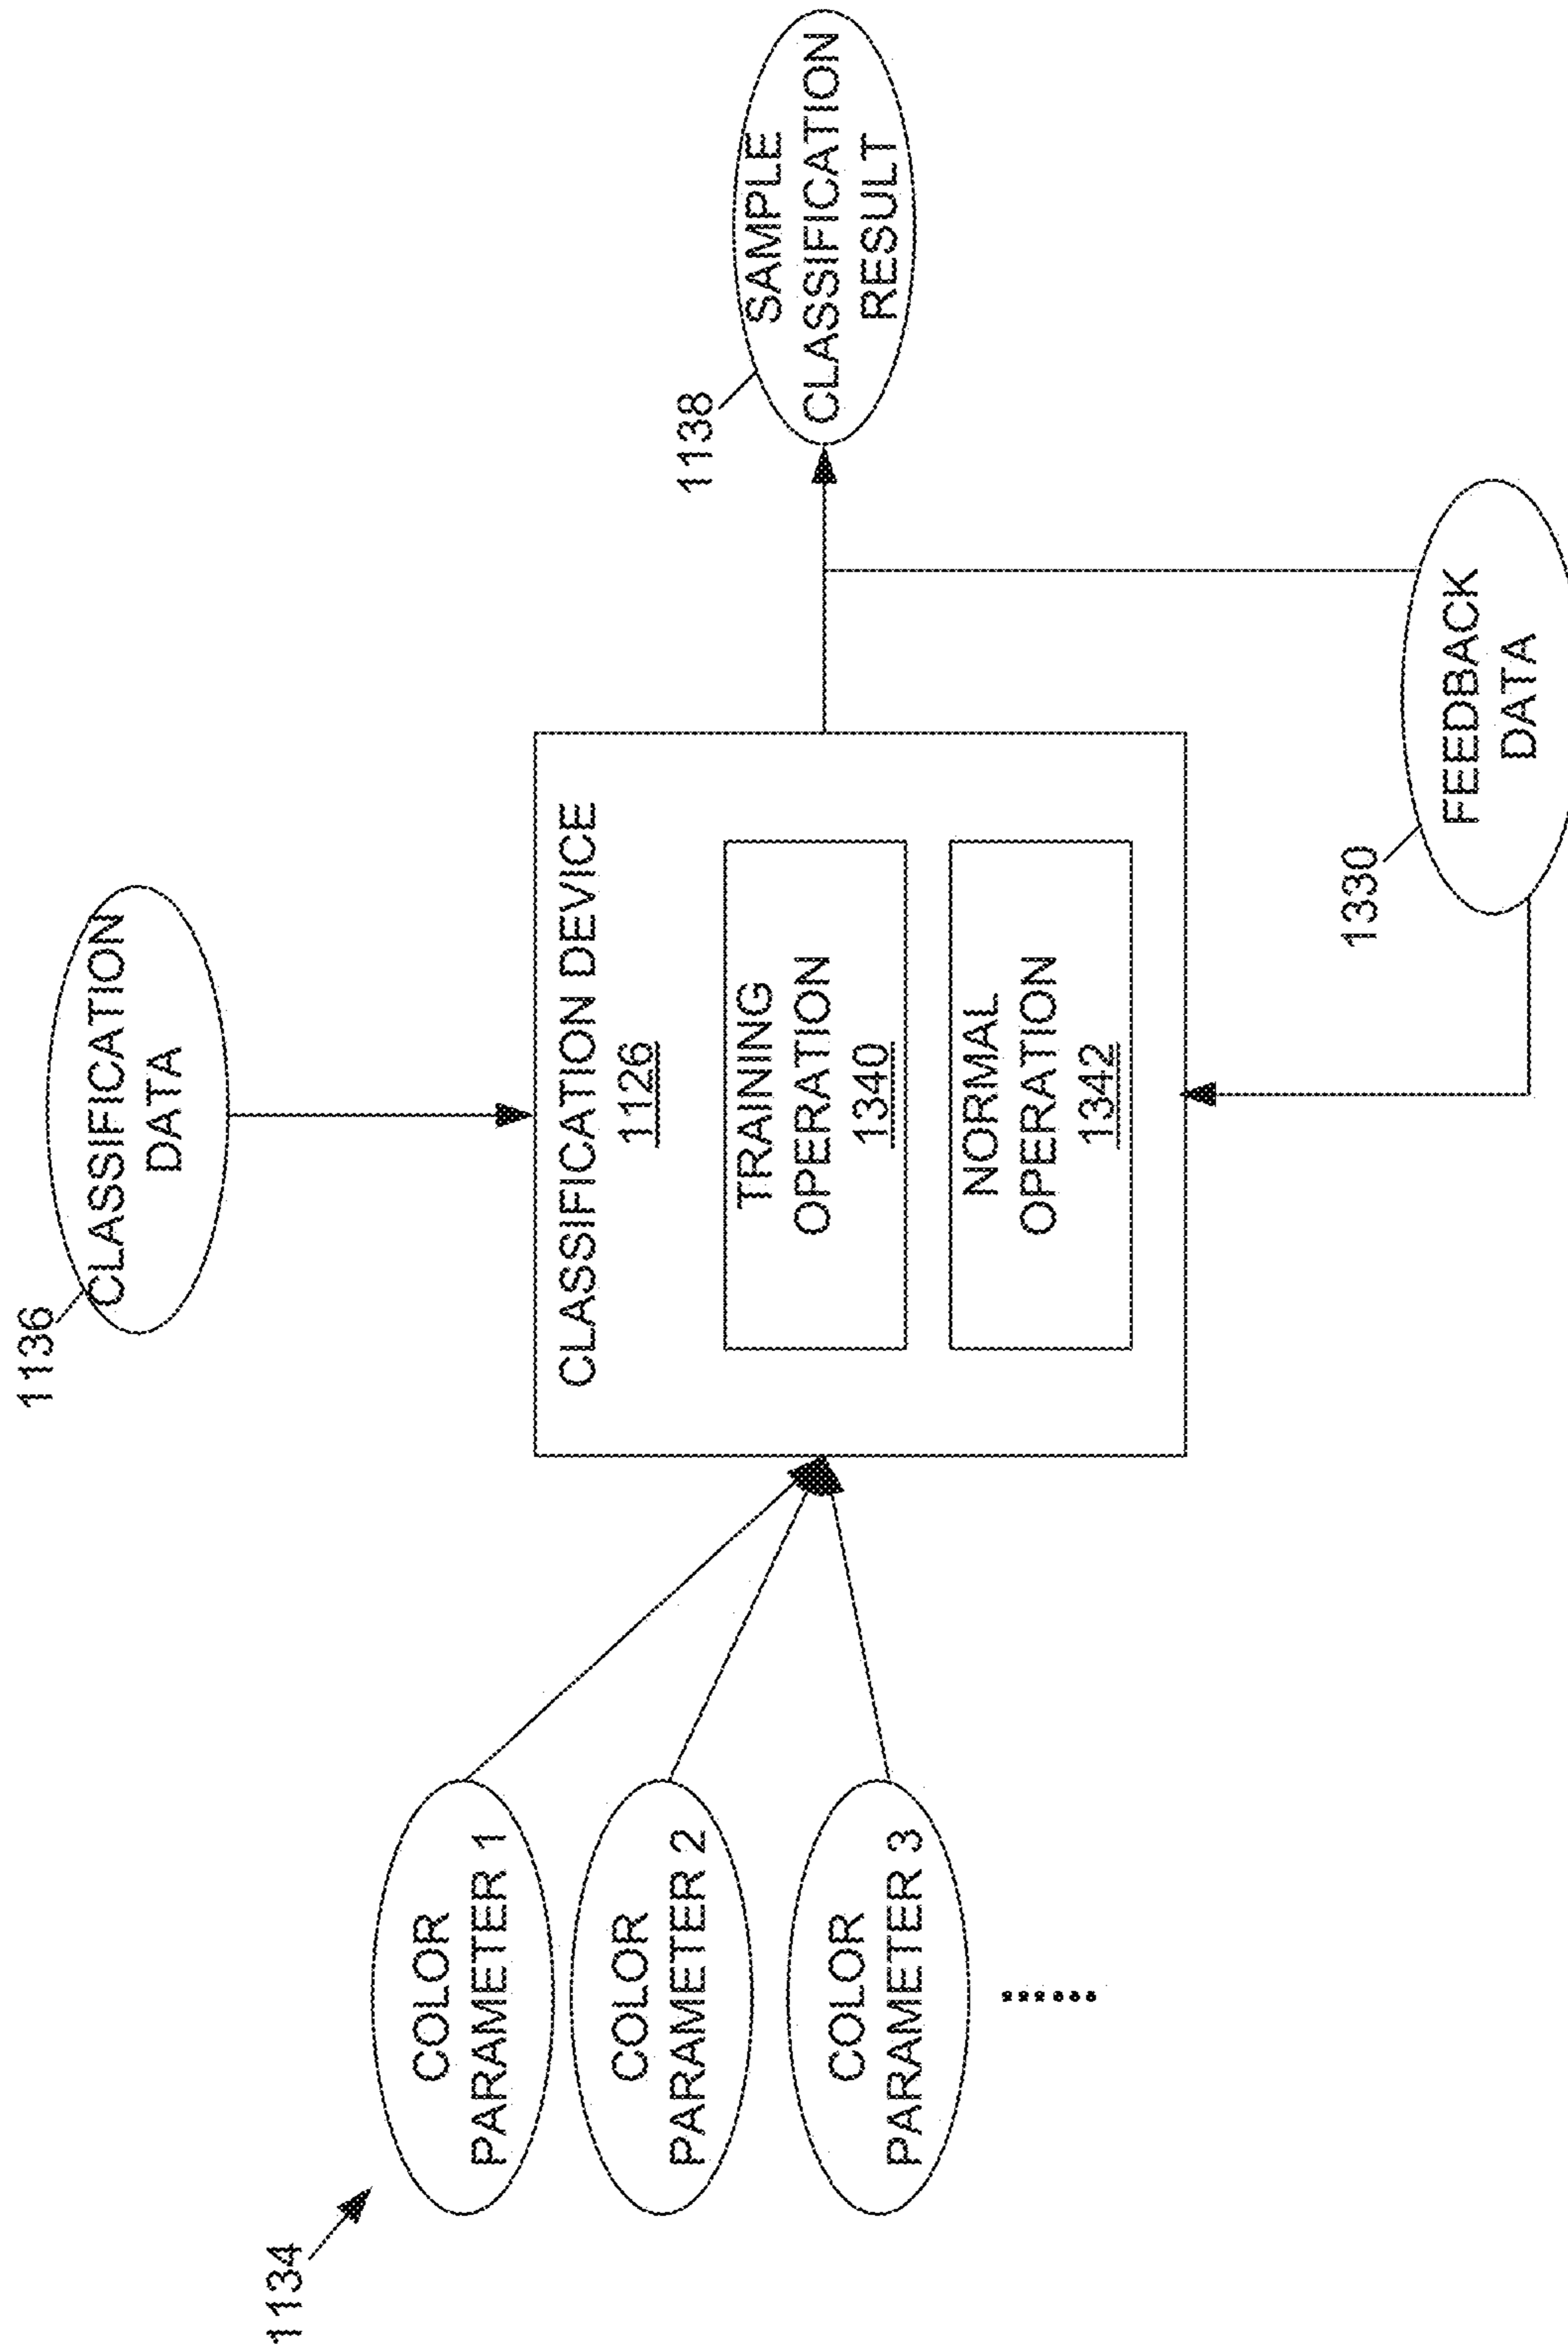 1136
CLASSIFICATION
DATA
1134
COLOR
PARAMETER 1
COLOR
PARAMETER 2
COLOR
PARAMETER 3
CLASSIFICATION DEVICE
1126
TRAINING
OPERATION
1340
NORMAL
OPERATION
1342
1138
SAMPLE
CLASSIFICATION
RESULT
1330
FEEDBACK
DATA